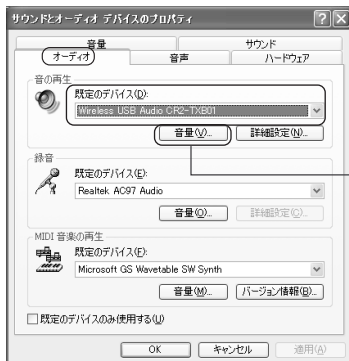 サウンドとオーディオ デバイスのプロパティ
音量
サウンド
オーディオ
音声
ハードウェア
音の再生
既定のデバイス(D):
Wireless USB Audio CR2-TXB01
音量(V)...
詳細設定(N)...
録音
既定のデバイス(E):
Realtek AC97 Audio
音量(O)...
詳細設定(C)...
MIDI 音楽の再生
既定のデバイス(F):
Microsoft GS Wavetable SW Synth
音量(M)...
バージョン情報(B)...
既定のデバイスのみ使用する(U)
OK
キャンセル
適用(A)